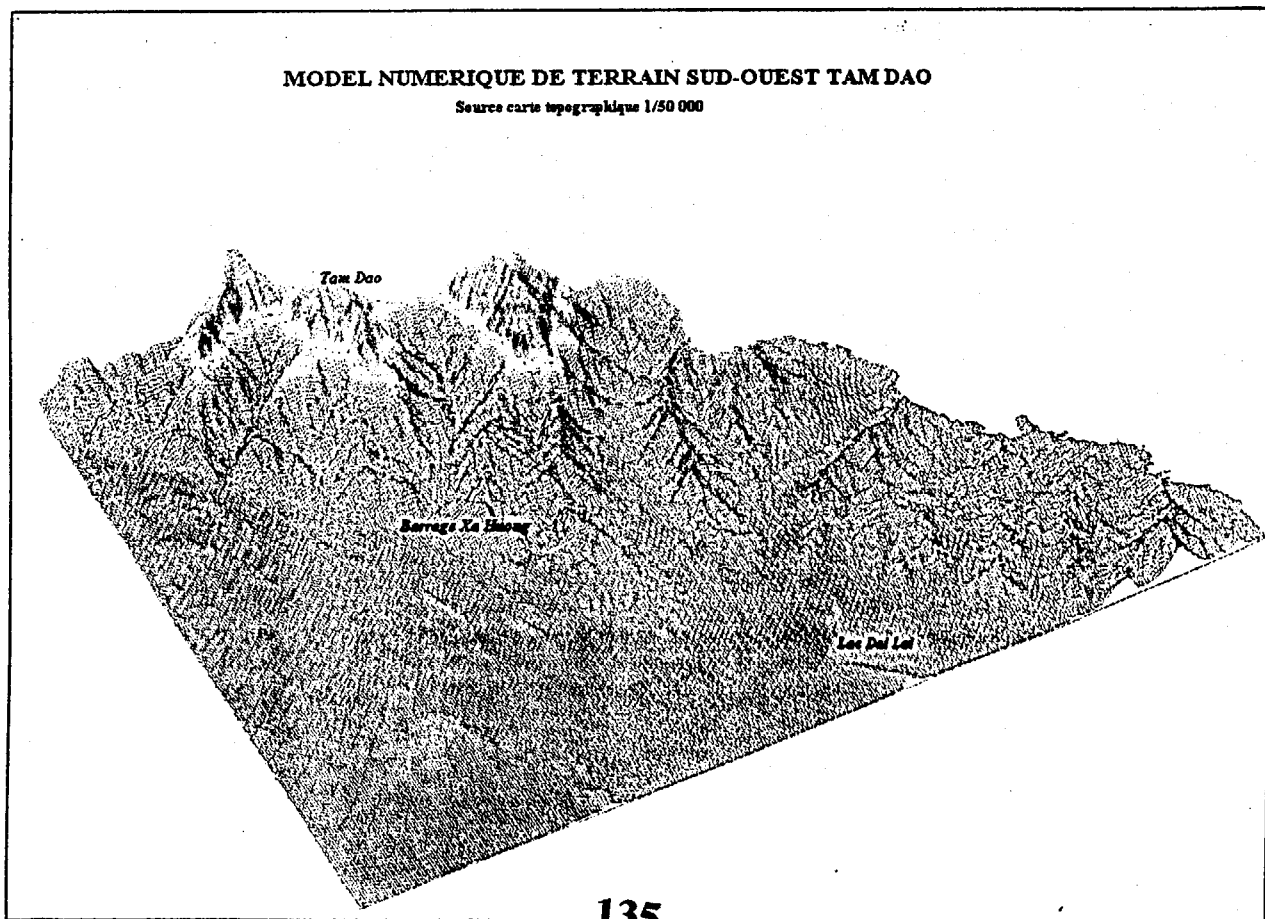 MODEL NUMERIQUE DE TERRAIN SUD-OUEST TAM DAO
Source carte topographique 1/50 000
Tam Dao
Barrage Xa Huong
Lac Dai Lai
135